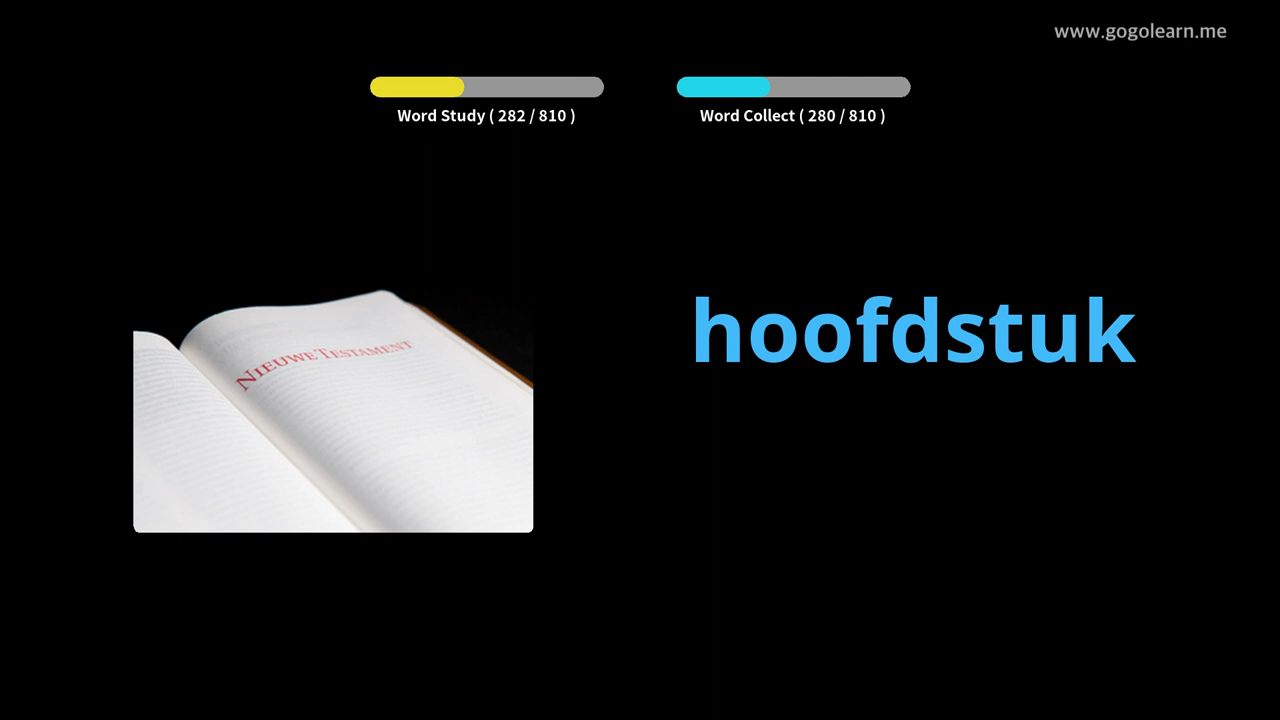 www.gogolearn.me
Word Study ( 282 / 810 )
Word Collect ( 280 / 810 )
NIEUWE TESTAMENT
hoofdstuk